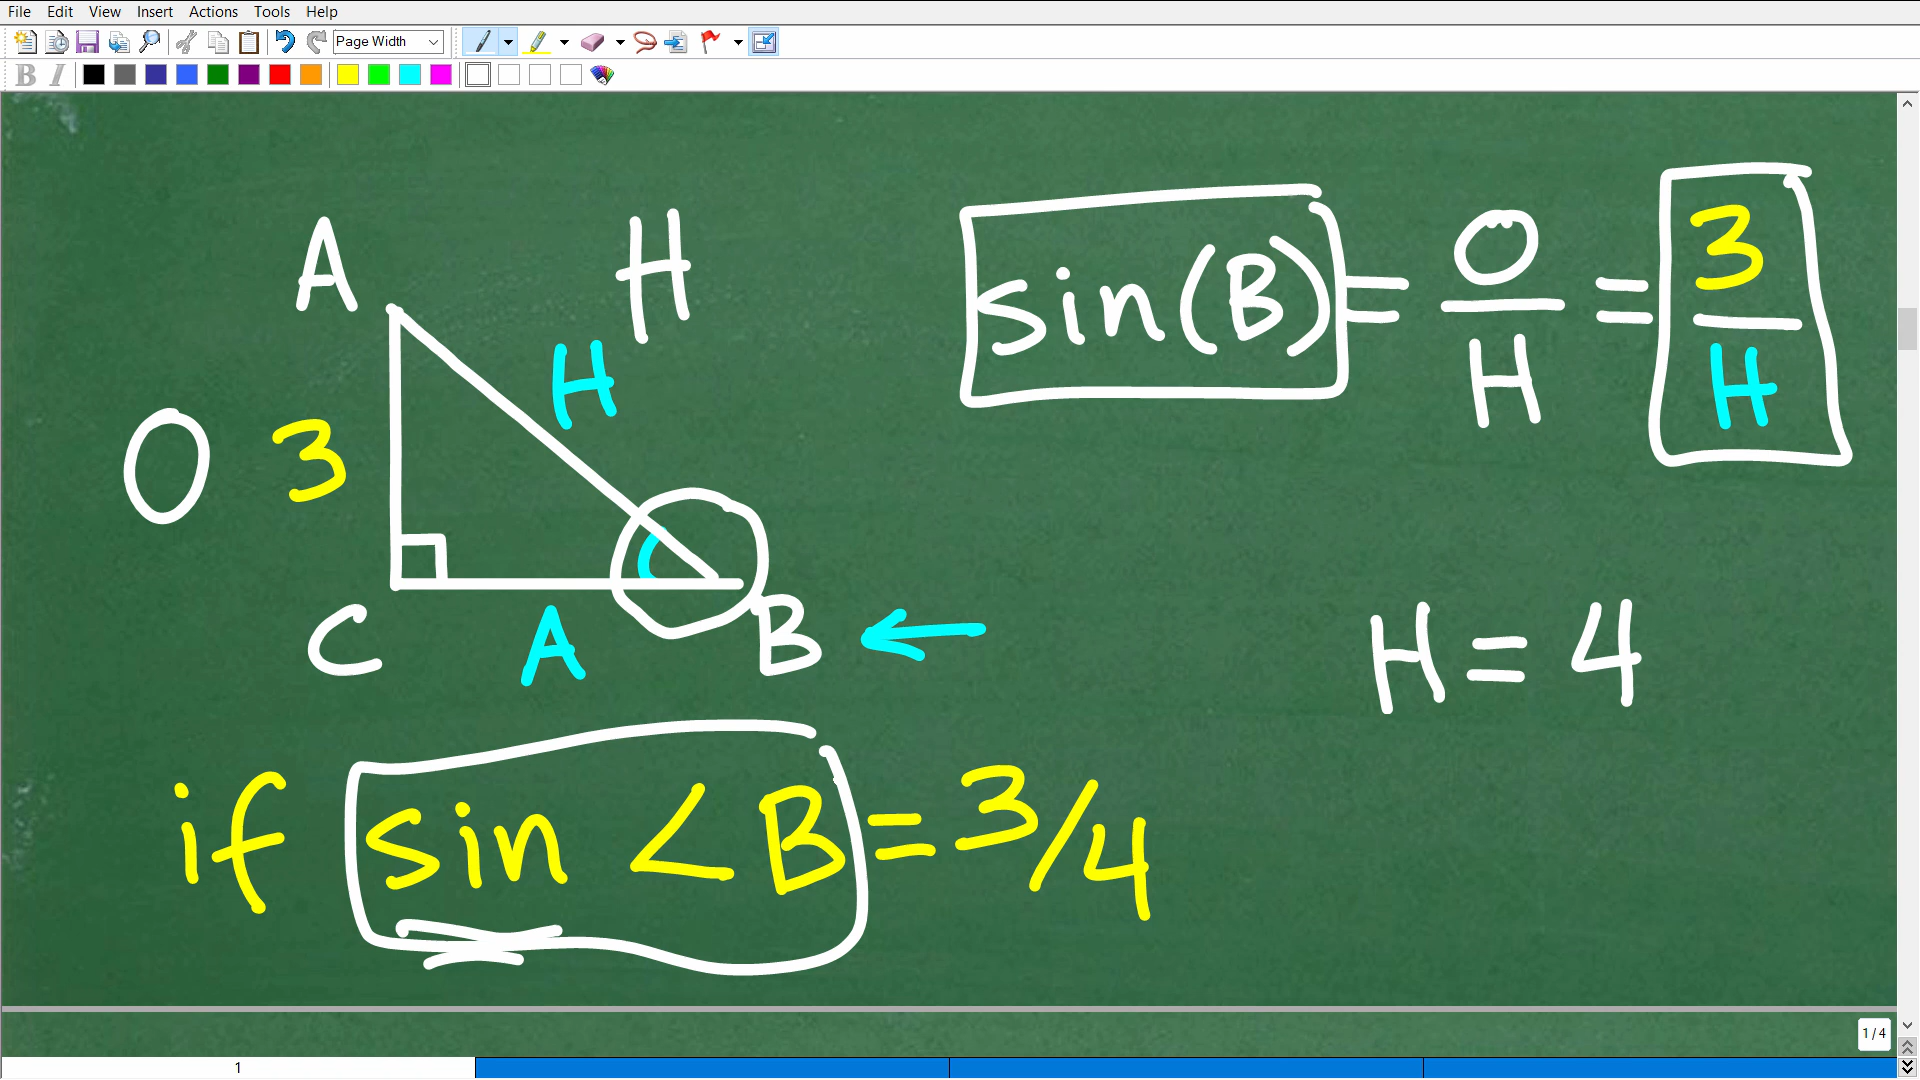 File Edit View Insert Actions Tools Help
Page Width
B I
A H
H
O 3
C A B
sin(B) = O/H = 3/H
H = 4
if sin < B = 3/4
1 / 4
1